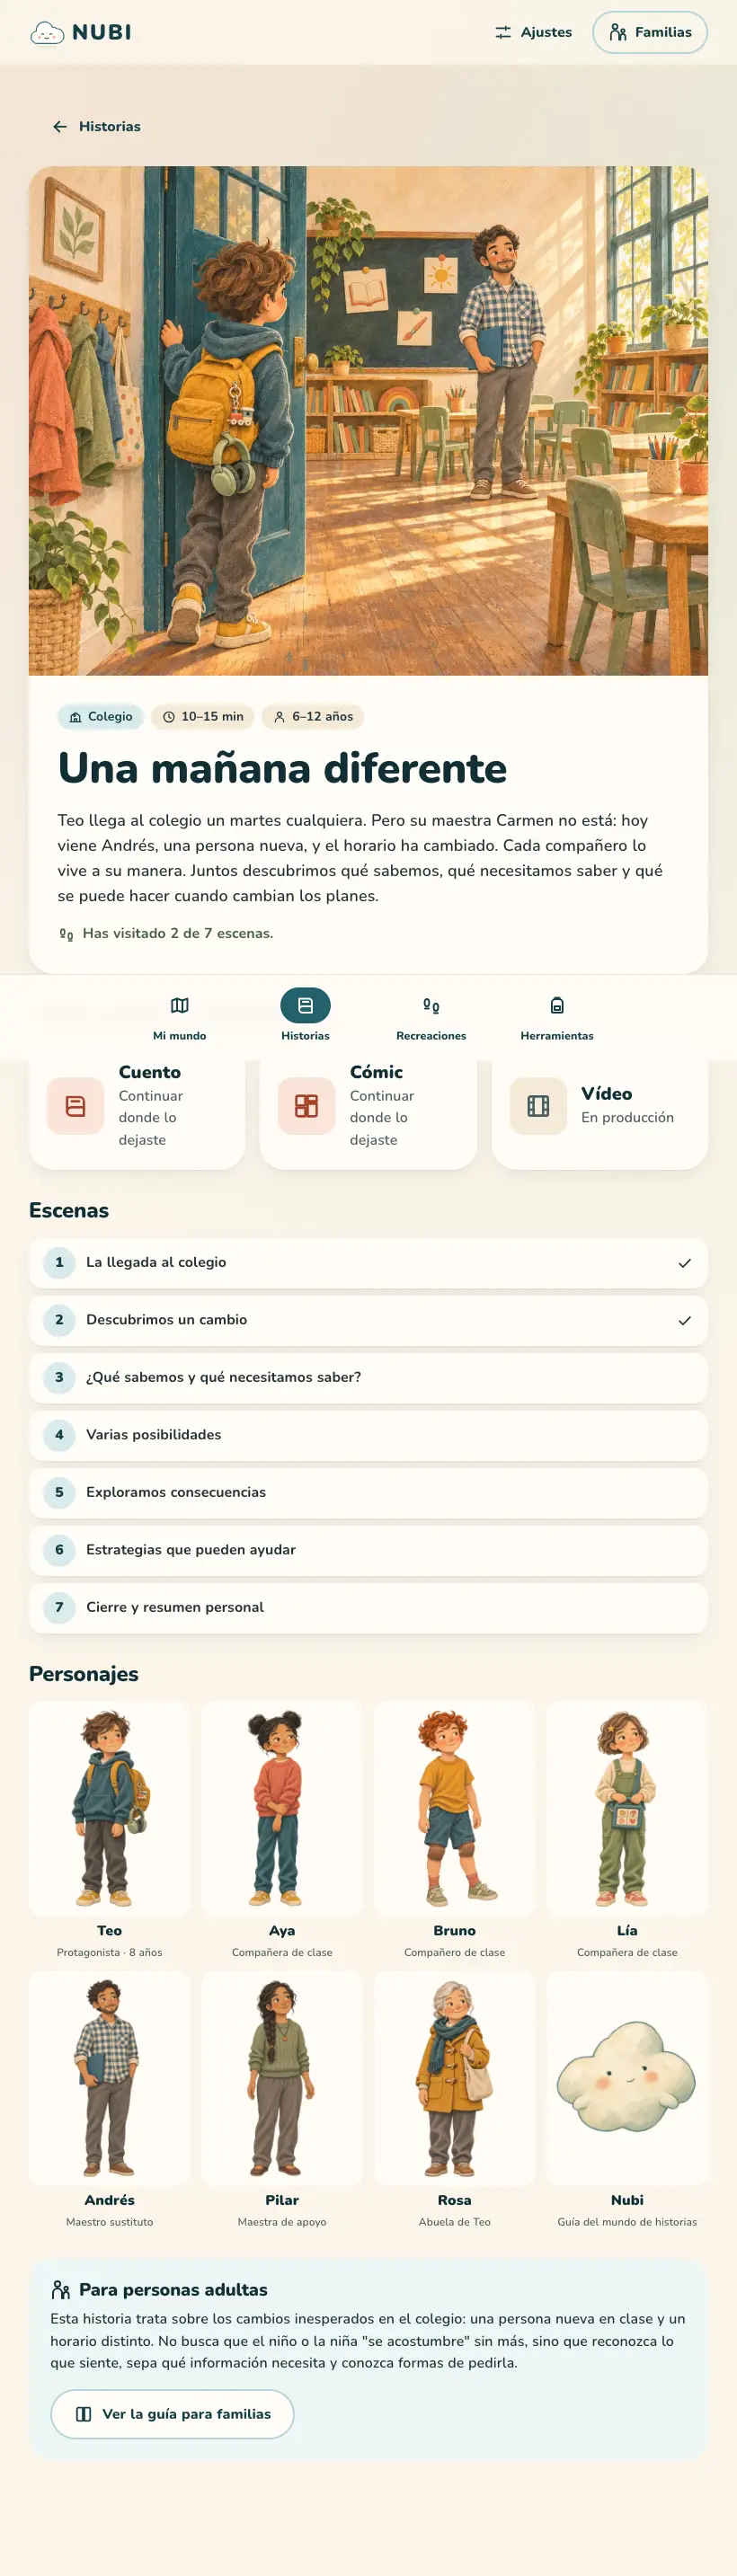 NUBI
Ajustes
Familias
Historias
Colegio
10–15 min
6–12 años
Una mañana diferente
Teo llega al colegio un martes cualquiera. Pero su maestra Carmen no está: hoy
viene Andrés, una persona nueva, y el horario ha cambiado. Cada compañero lo
vive a su manera. Juntos descubrimos qué sabemos, qué necesitamos saber y qué
se puede hacer cuando cambian los planes.
Has visitado 2 de 7 escenas.
Mi mundo
Historias
Recreaciones
Herramientas
Cuento
Continuar
donde lo
dejaste
Cómic
Continuar
donde lo
dejaste
Vídeo
En producción
Escenas
1 La llegada al colegio
2 Descubrimos un cambio
3 ¿Qué sabemos y qué necesitamos saber?
4 Varias posibilidades
5 Exploramos consecuencias
6 Estrategias que pueden ayudar
7 Cierre y resumen personal
Personajes
Teo
Protagonista · 8 años
Aya
Compañera de clase
Bruno
Compañero de clase
Lía
Compañera de clase
Andrés
Maestro sustituto
Pilar
Maestra de apoyo
Rosa
Abuela de Teo
Nubi
Guía del mundo de historias
Para personas adultas
Esta historia trata sobre los cambios inesperados en el colegio: una persona nueva en clase y un
horario distinto. No busca que el niño o la niña "se acostumbre" sin más, sino que reconozca lo
que siente, sepa qué información necesita y conozca formas de pedirla.
Ver la guía para familias